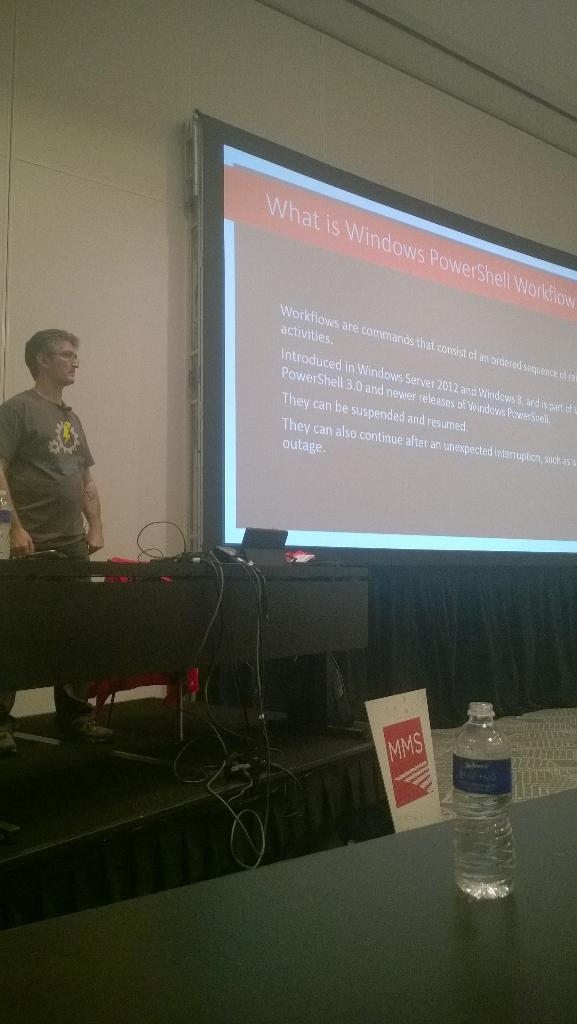 What is Windows PowerShell Workflow
Workflows are commands that consist of an ordered sequence of
activities.
Introduced in Windows Server 2012 and Windows 8, and is part of
PowerShell 3.0 and newer releases of Windows PowerShell.
They can be suspended and resumed.
They can also continue after an unexpected interruption, such as
outage.
MMS